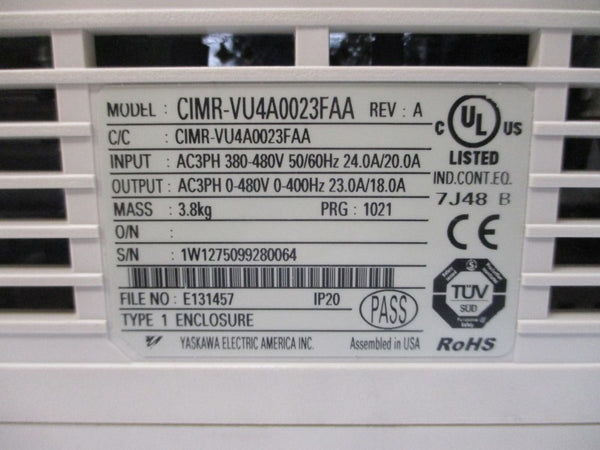 MODEL : CIMR-VU4A0023FAA REV : A
C/C : CIMR-VU4A0023FAA
INPUT : AC3PH 380-480V 50/60Hz 24.0A/20.0A
OUTPUT : AC3PH 0-480V 0-400Hz 23.0A/18.0A
MASS : 3.8kg PRG : 1021
O/N :
S/N : 1W1275099280064
FILE NO : E131457 IP20
TYPE 1 ENCLOSURE
PASS
YASKAWA ELECTRIC AMERICA INC. Assembled in USA
C UL US
LISTED
IND.CONT.EQ.
7J48 B
CE
TÜV
SÜD
RoHS